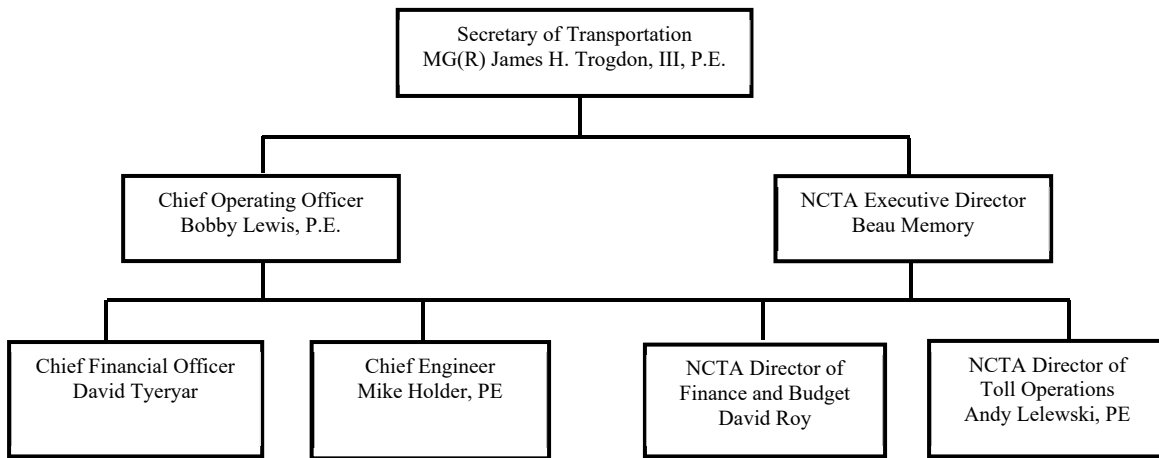 Secretary of Transportation
MG(R) James H. Trogdon, III, P.E.
Chief Operating Officer
Bobby Lewis, P.E.
NCTA Executive Director
Beau Memory
Chief Financial Officer
David Tyeryar
Chief Engineer
Mike Holder, PE
NCTA Director of
Finance and Budget
David Roy
NCTA Director of
Toll Operations
Andy Lelewski, PE